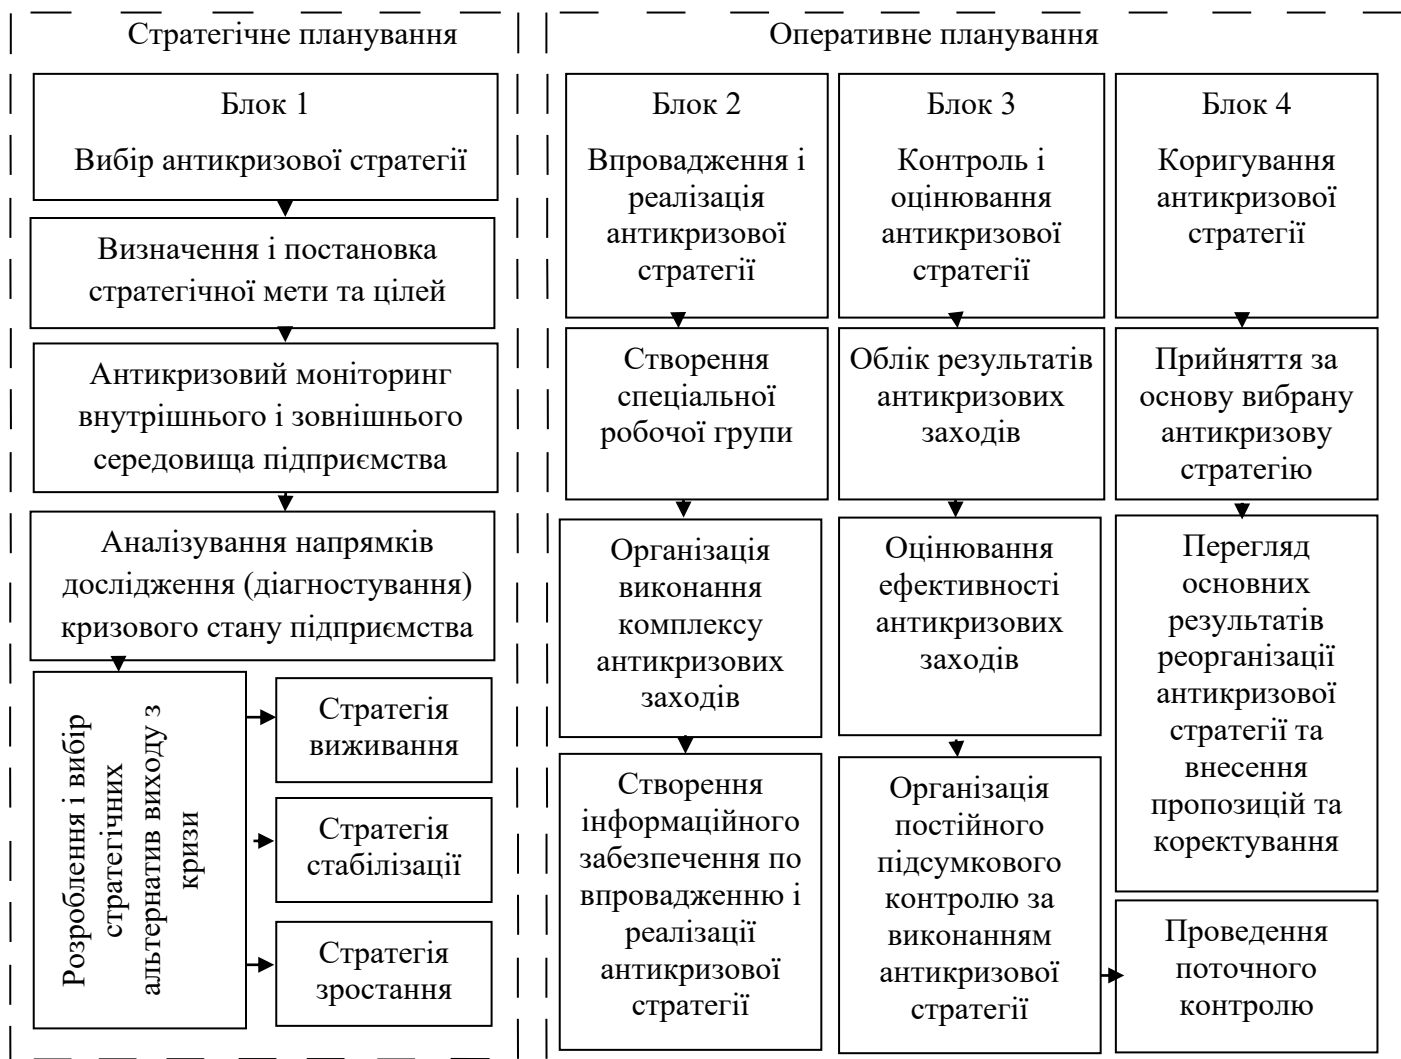 Стратегічне планування
Блок 1
Вибір антикризової стратегії
Визначення і постановка
стратегічної мети та цілей
Антикризовий моніторинг
внутрішнього і зовнішнього
середовища підприємства
Аналізування напрямків
дослідження (діагностування)
кризового стану підприємства
Розроблення і вибір
стратегічних
альтернатив виходу з
кризи
Стратегія
виживання
Стратегія
стабілізації
Стратегія
зростання
Оперативне планування
Блок 2
Впровадження і
реалізація
антикризової
стратегії
Створення
спеціальної
робочої групи
Організація
виконання
комплексу
антикризових
заходів
Створення
інформаційного
забезпечення по
впровадженню і
реалізації
антикризової
стратегії
Блок 3
Контроль і
оцінювання
антикризової
стратегії
Облік результатів
антикризових
заходів
Оцінювання
ефективності
антикризових
заходів
Організація
постійного
підсумкового
контролю за
виконанням
антикризової
стратегії
Блок 4
Коригування
антикризової
стратегії
Прийняття за
основу вибрану
антикризову
стратегію
Перегляд
основних
результатів
реорганізації
антикризової
стратегії та
внесення
пропозицій та
коректування
Проведення
поточного
контролю